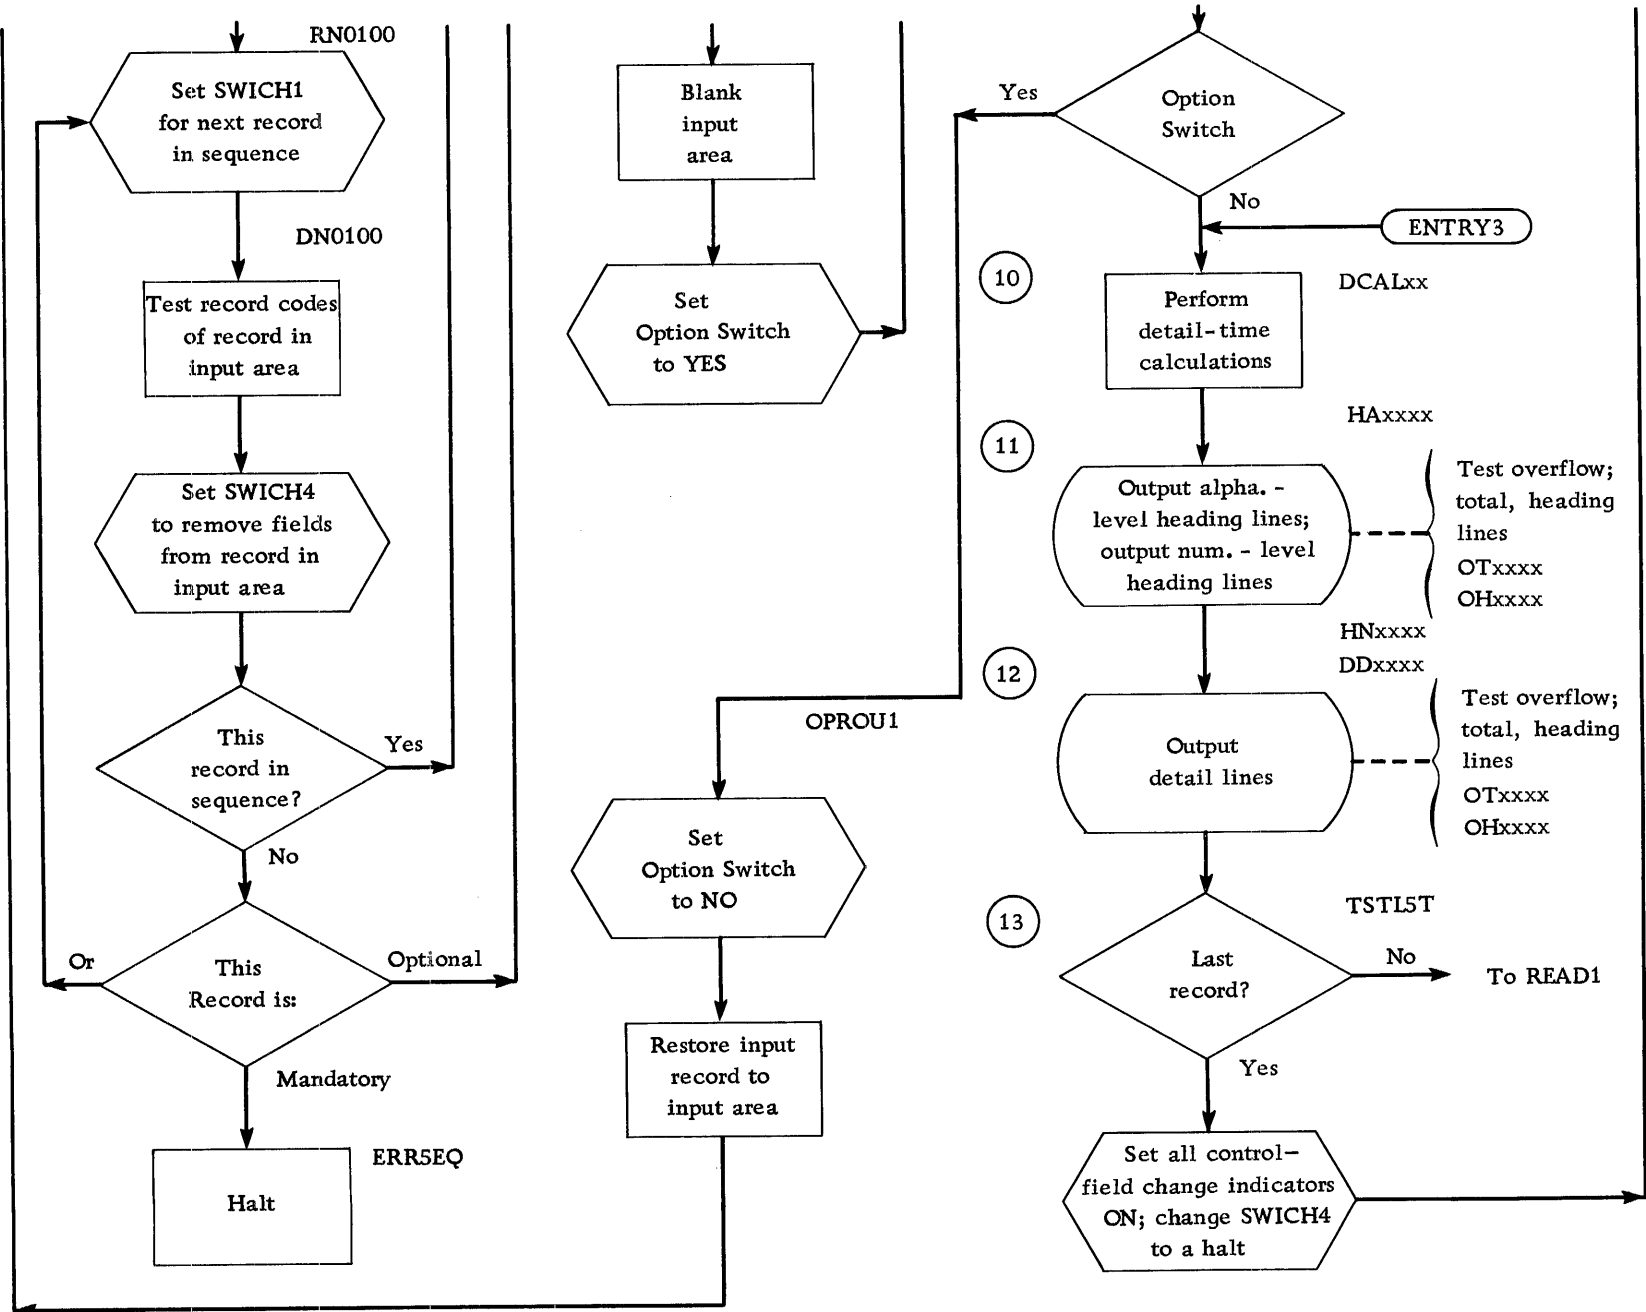 RN0100
Set SWICH1
for next record
in sequence
DN0100
Test record codes
of record in
input area
Set SWICH4
to remove fields
from record in
input area
This
record in
sequence?
Yes
No
This
Record is:
Or
Optional
Mandatory
ERR5EQ
Halt
Blank
input
area
Set
Option Switch
to YES
OPROU1
Set
Option Switch
to NO
Restore input
record to
input area
Option
Switch
Yes
No
ENTRY3
10
DCALxx
Perform
detail-time
calculations
HAxxxx
11
Output alpha. -
level heading lines;
output num. - level
heading lines
Test overflow;
total, heading
lines
OTxxxx
OHxxxx
HNxxxx
DDxxxx
12
Output
detail lines
Test overflow;
total, heading
lines
OTxxxx
OHxxxx
13
TSTL5T
Last
record?
No
To READ1
Yes
Set all control-
field change indicators
ON; change SWICH4
to a halt